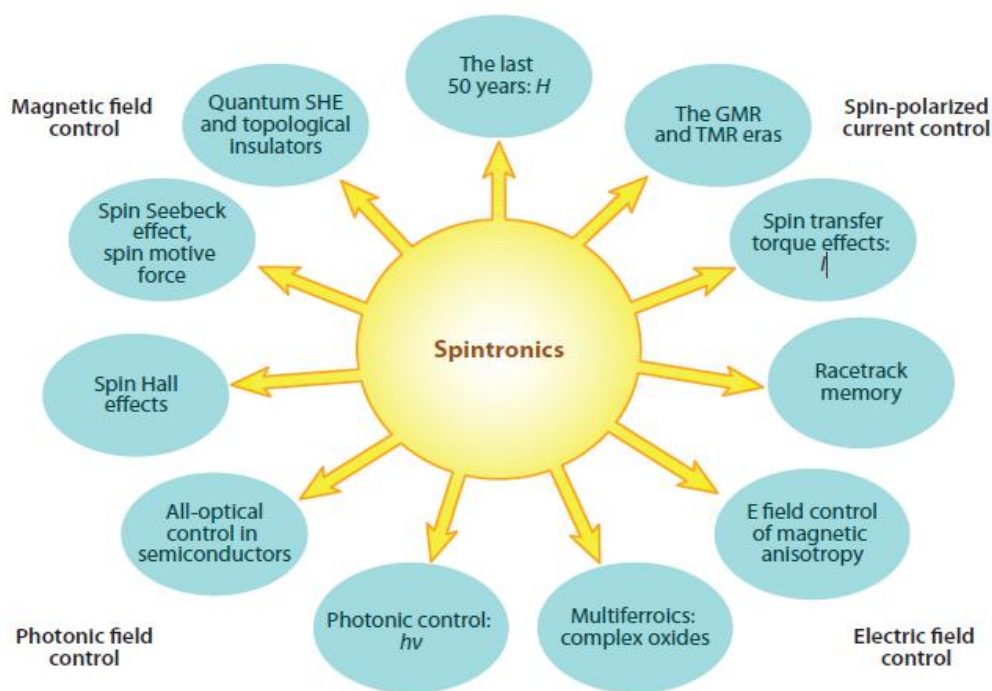 The last
50 years: H
Magnetic field
control
Quantum SHE
and topological
insulators
The GMR
and TMR eras
Spin-polarized
current control
Spin Seebeck
effect,
spin motive
force
Spin transfer
torque effects:
I
Spintronics
Spin Hall
effects
Racetrack
memory
All-optical
control in
semiconductors
E field control
of magnetic
anisotropy
Photonic control:
hν
Multiferroics:
complex oxides
Photonic field
control
Electric field
control